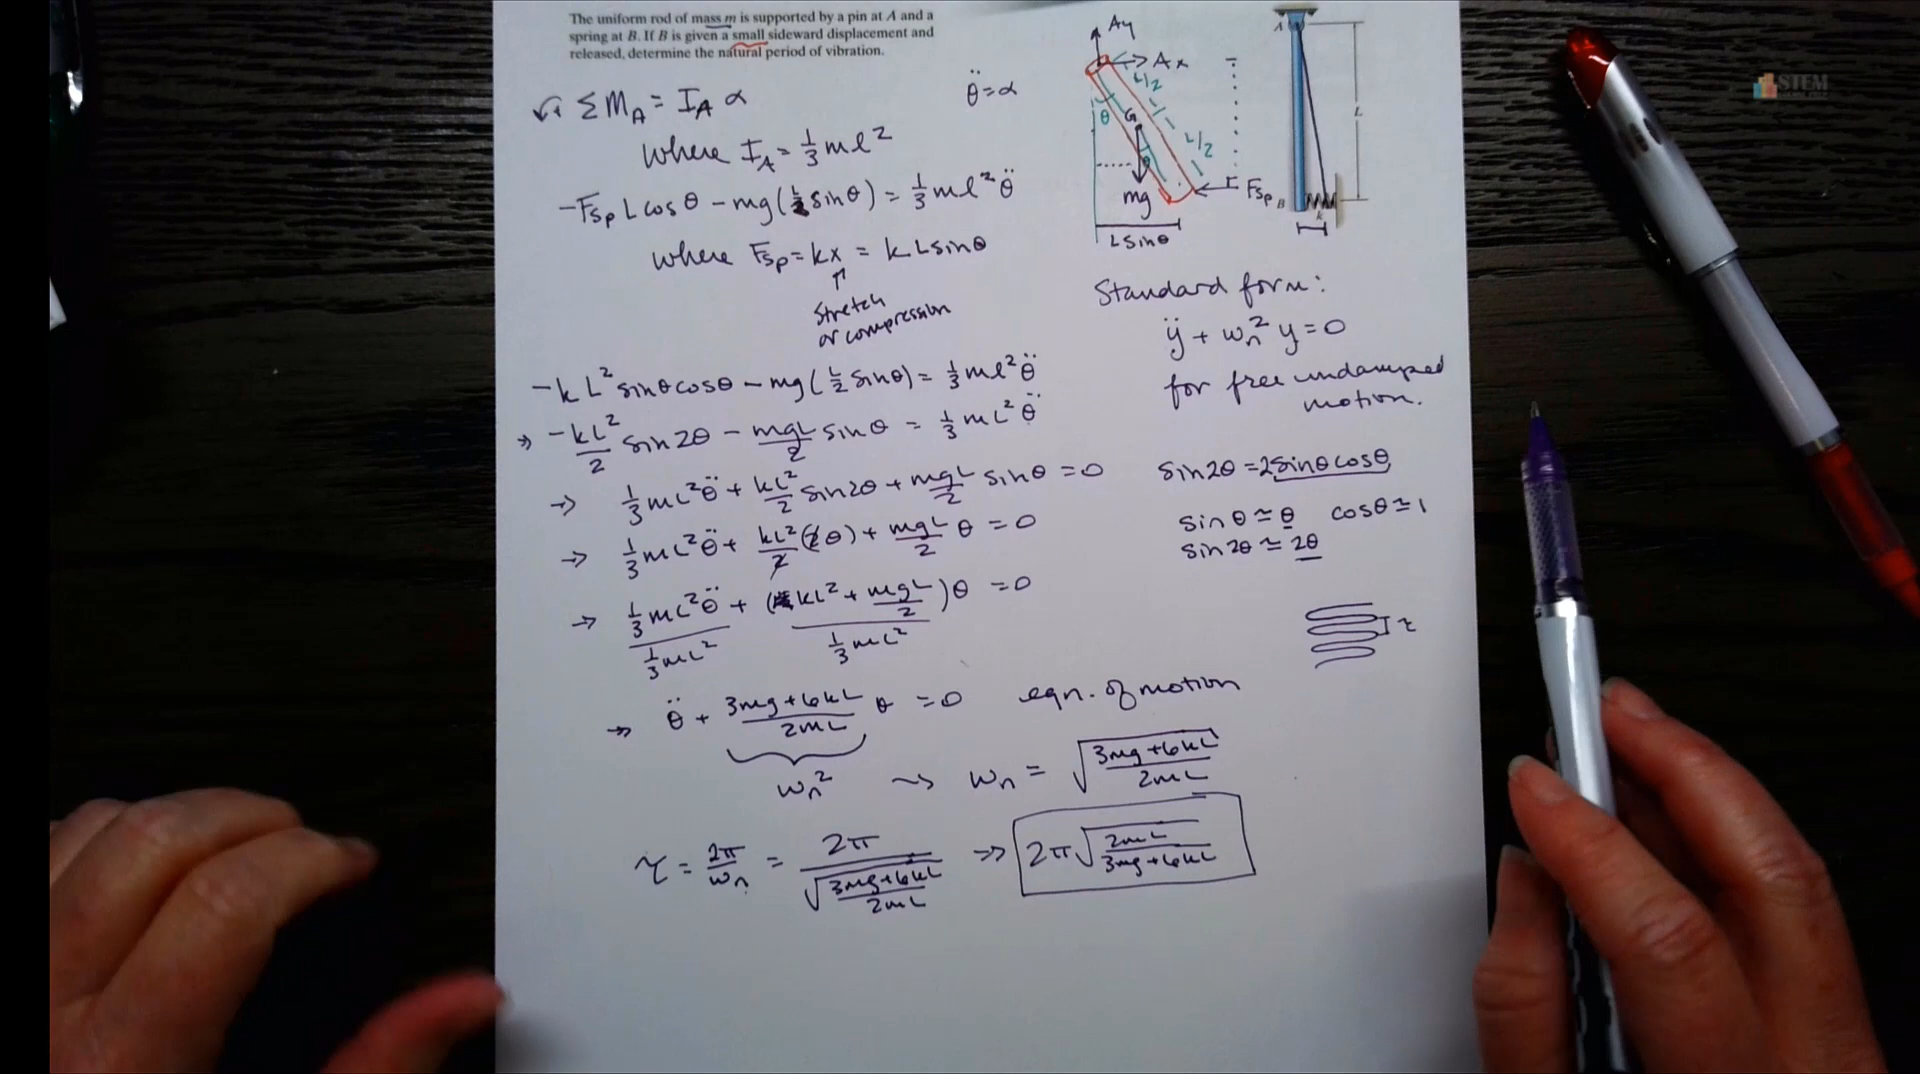 The uniform rod of mass m is supported by a pin at A and a
spring at B. If B is given a small sideward displacement and
released, determine the natural period of vibration.
ΣM_A = I_A α
θ̈ = α
where I_A = 1/3 ml²
-Fsp L cos θ - mg (L/2 sin θ) = 1/3 ml² θ̈
where Fsp = kx = k L sin θ
↑
stretch
or compression
-k L² sin θ cos θ - mg (L/2 sin θ) = 1/3 ml² θ̈
⇒ -kL²/2 sin 2θ - mgL/2 sin θ = 1/3 mL² θ̈
→ 1/3 mL² θ̈ + kL²/2 sin 2θ + mgL/2 sin θ = 0
→ 1/3 mL² θ̈ + kL²/2 (2θ) + mgL/2 θ = 0
→ 1/3 mL² θ̈ / 1/3 mL² + (kL² + mgL/2) θ / 1/3 mL² = 0
→ θ̈ + 3mg+6kL/2mL θ = 0 eqn. of motion
ωn² ⇝ ωn = √3mg+6kL/2mL
τ = 2π/ωn = 2π/√3mg+6kL/2mL ⇒ 2π√2mL/3mg+6kL
Ay
Ax
L/2
θ
G
L/2
θ
mg
Fsp
L sin θ
A
L
B
k
Standard form:
ÿ + ωn² y = 0
for free undamped
motion.
sin 2θ = 2 sin θ cos θ
sin θ ≈ θ cos θ ≈ 1
sin 2θ ≈ 2θ
τ
STEM